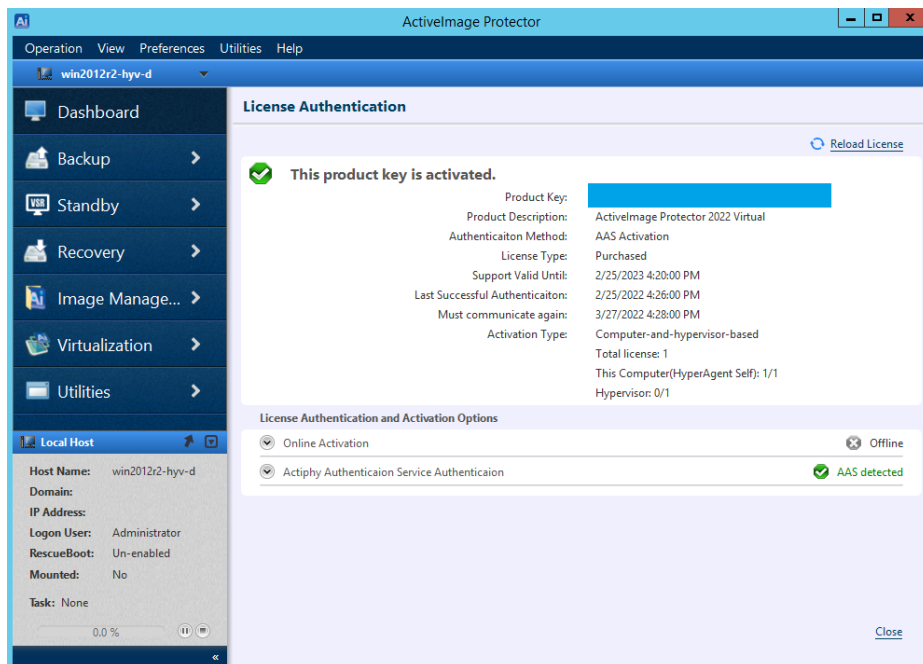 Ai
ActiveImage Protector
Operation View Preferences Utilities Help
win2012r2-hyv-d
Dashboard
Backup
VSR Standby
Recovery
Ai Image Manage...
Virtualization
Utilities
Local Host
Host Name: win2012r2-hyv-d
Domain:
IP Address:
Logon User: Administrator
RescueBoot: Un-enabled
Mounted: No
Task: None
0.0 %
«
License Authentication
Reload License
This product key is activated.
Product Key:
Product Description: ActiveImage Protector 2022 Virtual
Authenticaiton Method: AAS Activation
License Type: Purchased
Support Valid Until: 2/25/2023 4:20:00 PM
Last Successful Authenticaiton: 2/25/2022 4:26:00 PM
Must communicate again: 3/27/2022 4:28:00 PM
Activation Type: Computer-and-hypervisor-based
Total license: 1
This Computer(HyperAgent Self): 1/1
Hypervisor: 0/1
License Authentication and Activation Options
Online Activation Offline
Actiphy Authenticaion Service Authenticaion AAS detected
Close